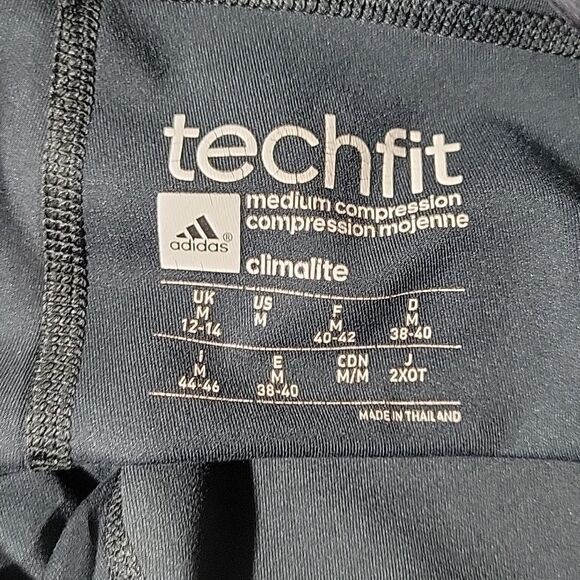 techfit
medium compression
compression mojenne
adidas®
climalite
UK US F D
M M M M
12-14 40-42 38-40
I E CDN J
M M M/M 2XOT
44-46 38-40
MADE IN THAILAND